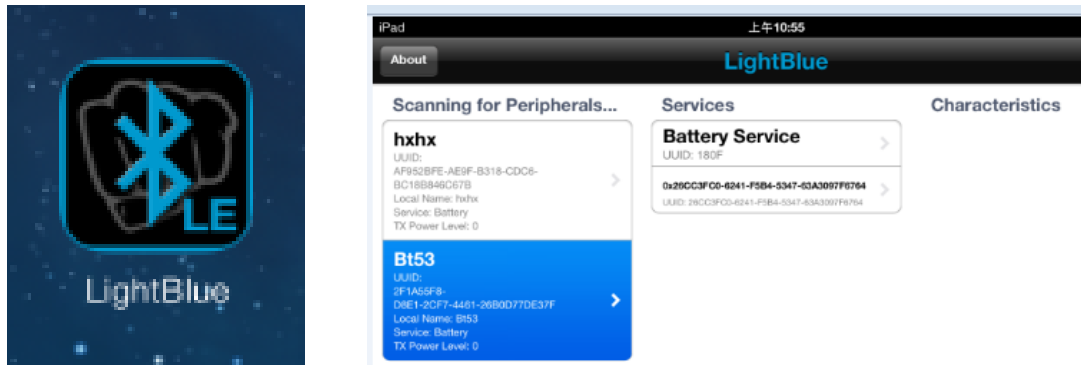 LE
LightBlue
iPad
上午10:55
About
LightBlue
Scanning for Peripherals...
hxhx
UUID:
AF952BFE-AE9F-B318-CDC6-
BC18B846C67B
Local Name: hxhx
Service: Battery
TX Power Level: 0
Bt53
UUID:
2F1A55F8-
D8E1-2CF7-4461-26B0D77DE37F
Local Name: Bt53
Service: Battery
TX Power Level: 0
Services
Battery Service
UUID: 180F
0x26CC3FC0-6241-F5B4-5347-63A3097F6764
UUID: 26CC3FC0-6241-F5B4-5347-63A3097F6764
Characteristics